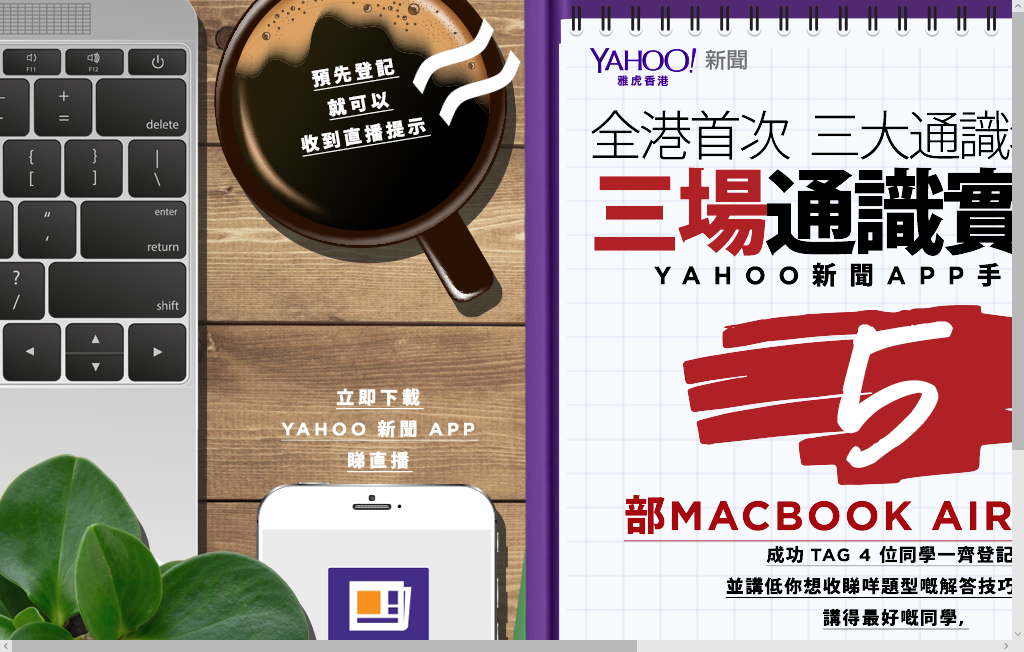 F11
F12
+
=
delete
{
[
}
]
|
\
enter
return
?
/
shift
預先登記
就可以
收到直播提示
立即下載
YAHOO 新聞 APP
睇直播
YAHOO! 新聞
雅虎香港
全港首次 三大通識
三場通識實
YAHOO新聞APP手
5
部MACBOOK AIR
成功 TAG 4 位同學一齊登記
並講低你想收睇咩題型嘅解答技巧
講得最好嘅同學,